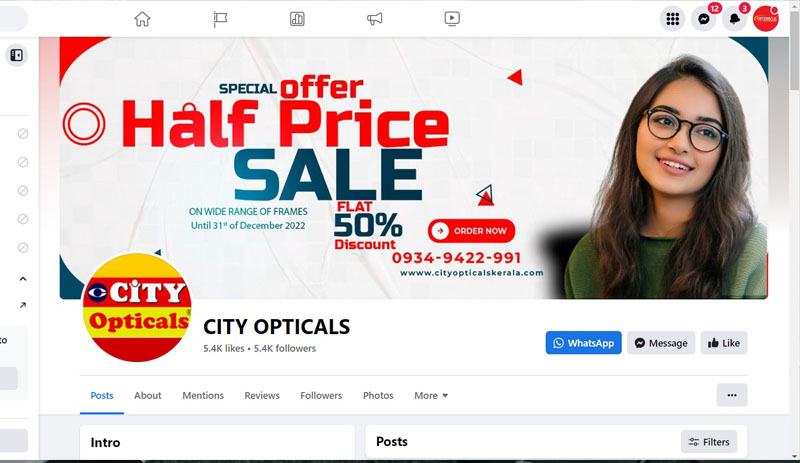 12
3
SPECIAL offer
Half Price
SALE
ON WIDE RANGE OF FRAMES
Until 31st of December 2022
FLAT
50%
Discount
ORDER NOW
0934-9422-991
www.cityopticalskerala.com
CiTY
Opticals®
CITY OPTICALS
5.4K likes • 5.4K followers
WhatsApp
Message
Like
to
Posts About Mentions Reviews Followers Photos More
Intro
Posts
Filters